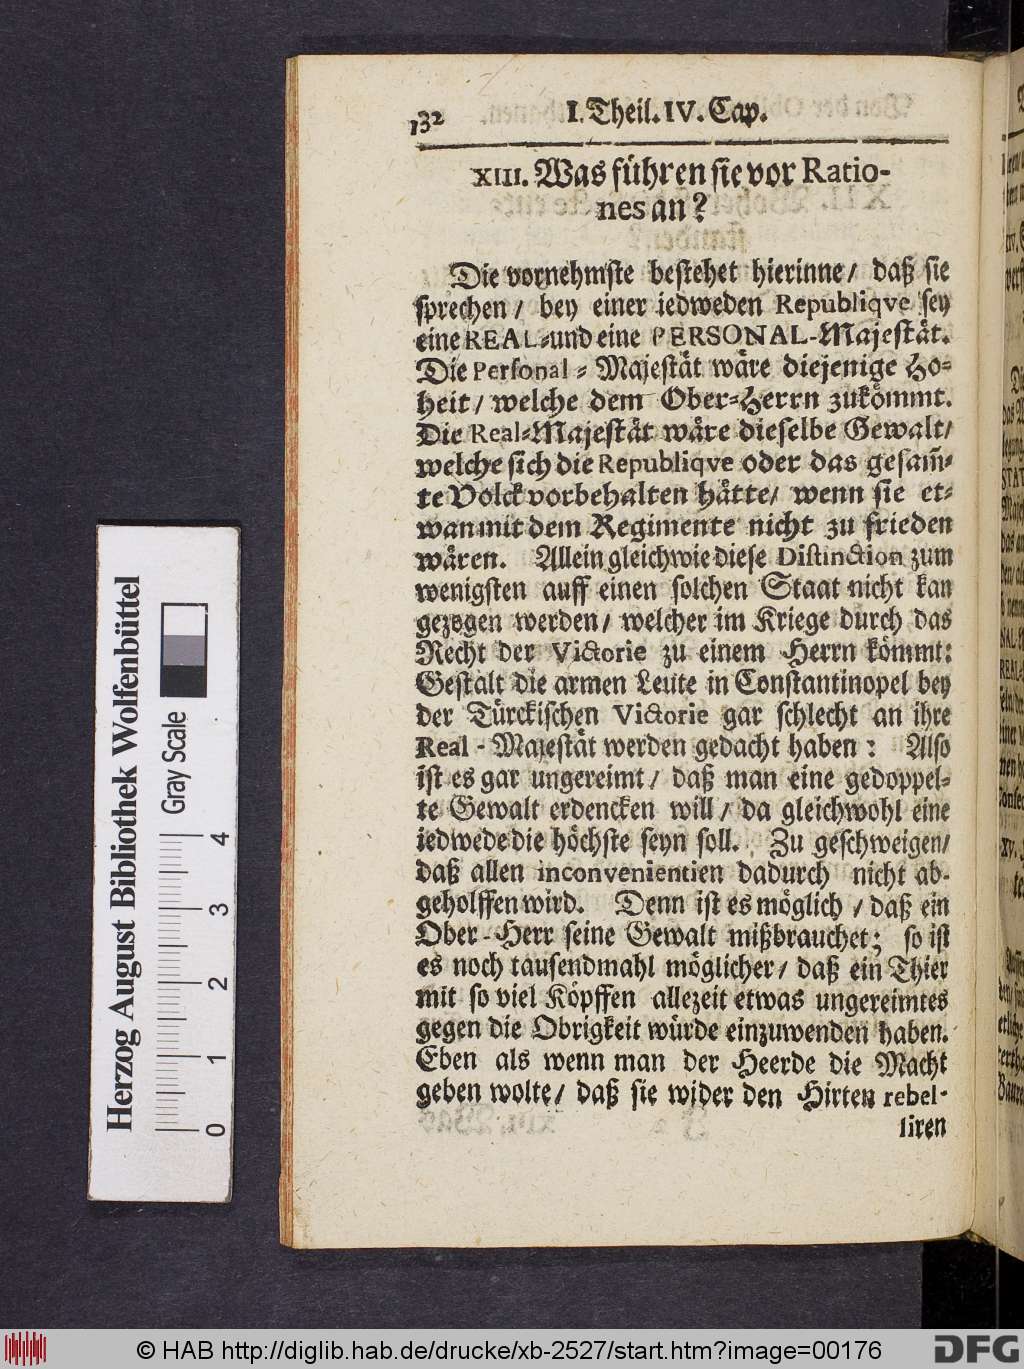 132 I. Theil. IV. Cap.
XIII. Was führen sie vor Ratio-
nes an?
Die vornehmste bestehet hierinne/ daß sie
sprechen/ bey einer iedweden Republiqve sey
eine REAL-und eine PERSONAL-Majestät.
Die Personal-Majestät wäre diejenige Ho-
heit/ welche dem Ober-Herrn zukömmt.
Die Real-Majestät wäre dieselbe Gewalt/
welche sich die Republiqve oder das gesam̃-
te Volck vorbehalten hätte/ wenn sie et-
wan mit dem Regimente nicht zu frieden
wären. Allein gleichwie diese Distinction zum
wenigsten auff einen solchen Staat nicht kan
gezogen werden/ welcher im Kriege durch das
Recht der Victorie zu einem Herrn kömmt:
Gestalt die armen Leute in Constantinopel bey
der Türckischen Victorie gar schlecht an ihre
Real-Majestät werden gedacht haben: Also
ist es gar ungereimt/ daß man eine gedoppel-
te Gewalt erdencken will/ da gleichwohl eine
iedwede die höchste seyn soll. Zu geschweigen/
daß allen inconvenientien dadurch nicht ab-
geholffen wird. Denn ist es möglich/ daß ein
Ober-Herr seine Gewalt mißbrauchet; so ist
es noch tausendmahl möglicher/ daß ein Thier
mit so viel Köpffen allezeit etwas ungereimtes
gegen die Obrigkeit würde einzuwenden haben.
Eben als wenn man der Heerde die Macht
geben wolte/ daß sie wider den Hirten rebel-
liren
Herzog August Bibliothek Wolfenbüttel
Gray Scale
0 1 2 3 4
© HAB http://diglib.hab.de/drucke/xb-2527/start.htm?image=00176
DFG